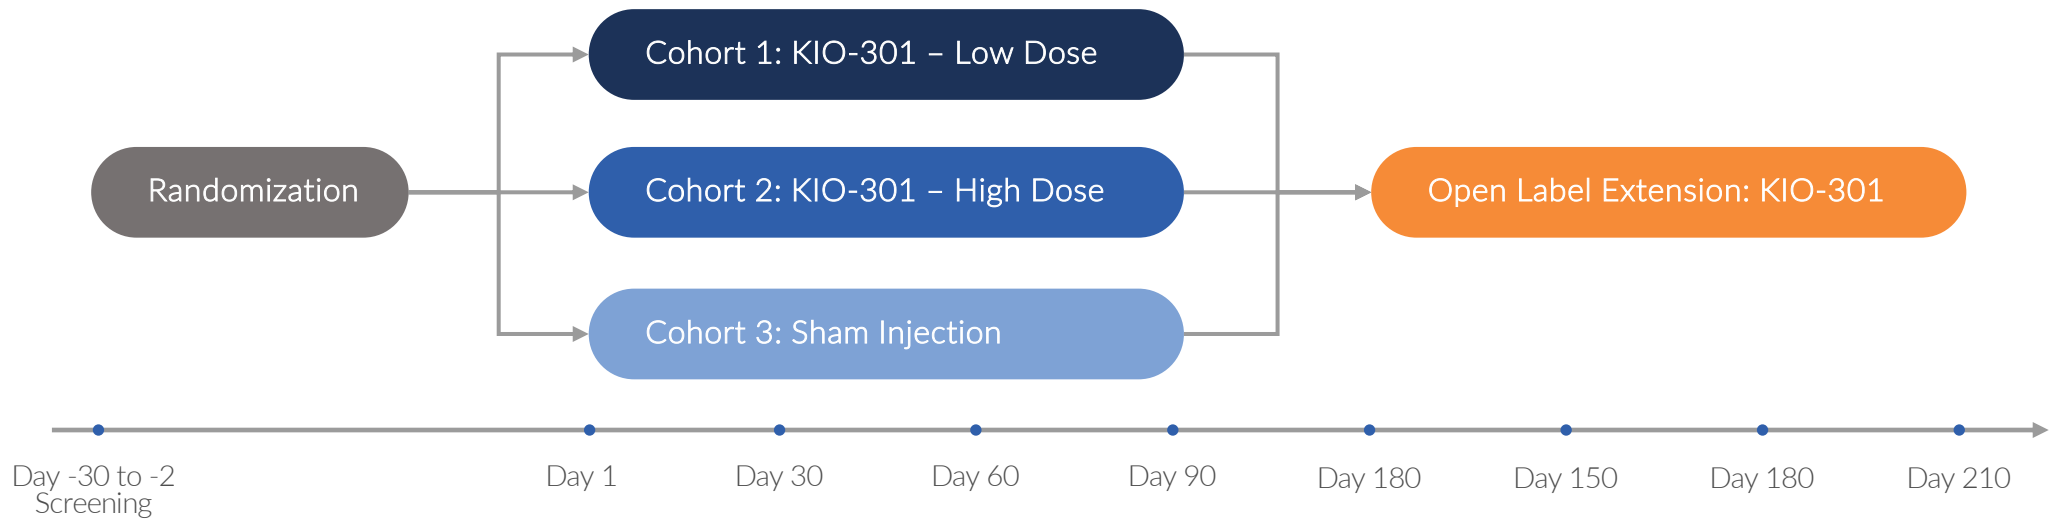 Cohort 1: KIO-301 – Low Dose
Randomization
Cohort 2: KIO-301 – High Dose
Open Label Extension: KIO-301
Cohort 3: Sham Injection
Day -30 to -2
Screening
Day 1
Day 30
Day 60
Day 90
Day 180
Day 150
Day 180
Day 210